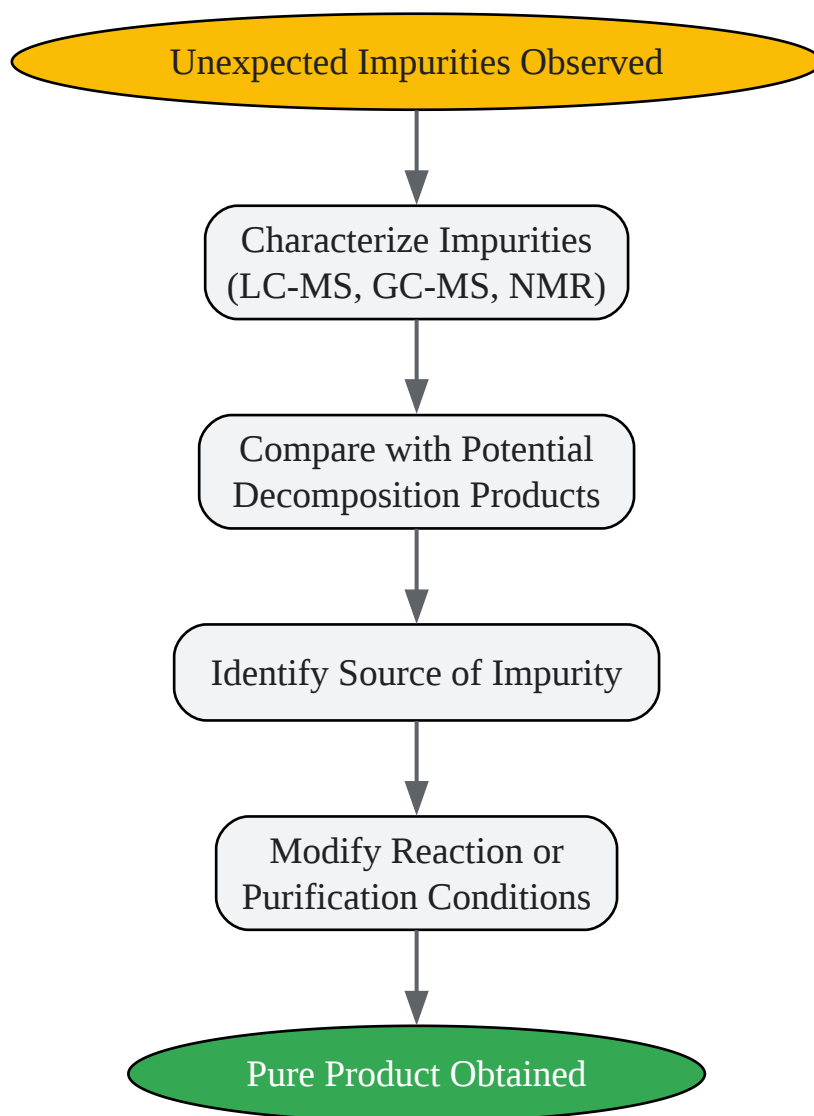 Unexpected Impurities Observed
Characterize Impurities
(LC-MS, GC-MS, NMR)
Compare with Potential
Decomposition Products
Identify Source of Impurity
Modify Reaction or
Purification Conditions
Pure Product Obtained